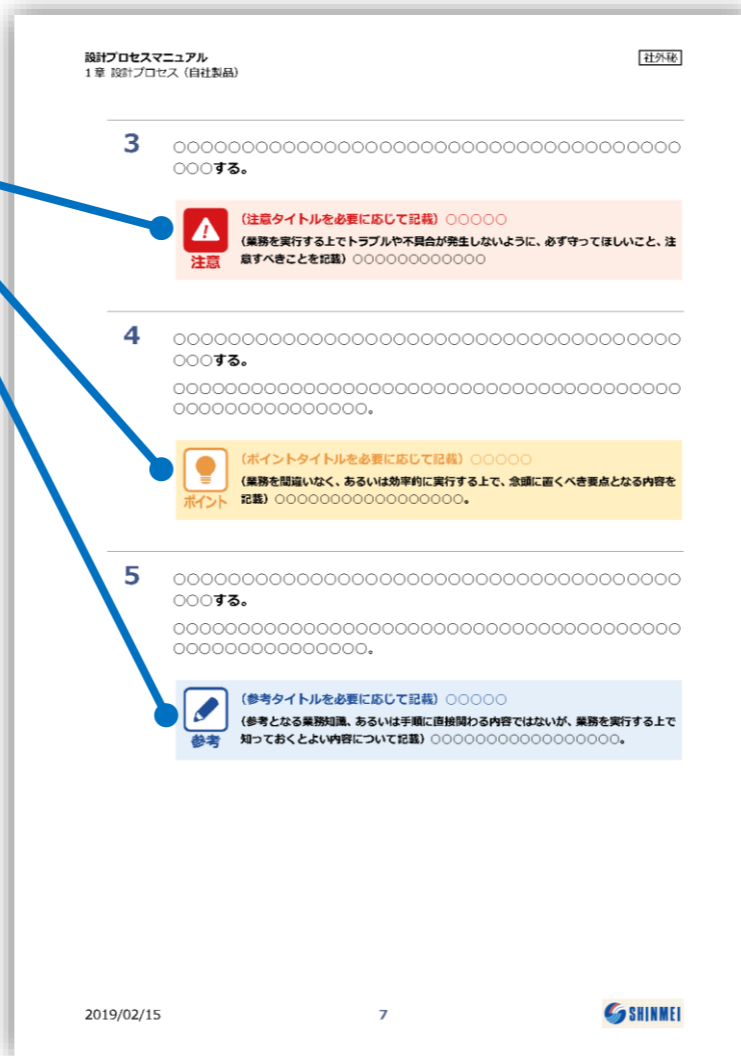 設計プロセスマニュアル
社外秘
1章 設計プロセス（自社製品）
3
○○○○○○○○○○○○○○○○○○○○○○○○○○○○○○○○○○○○○
○○○する。
（注意タイトルを必要に応じて記載）○○○○○
（業務を実行する上でトラブルや不具合が発生しないように、必ず守ってほしいこと、注
意すべきことを記載）○○○○○○○○○○○○
注意
4
○○○○○○○○○○○○○○○○○○○○○○○○○○○○○○○○○○○○○
○○○する。
○○○○○○○○○○○○○○○○○○○○○○○○○○○○○○○○○○○○○○○
○○○○○○○○○○○○○○○。
（ポイントタイトルを必要に応じて記載）○○○○○
（業務を間違いなく、あるいは効率的に実行する上で、念頭に置くべき要点となる内容を
記載）○○○○○○○○○○○○○○○○○。
ポイント
5
○○○○○○○○○○○○○○○○○○○○○○○○○○○○○○○○○○○○○
○○○する。
○○○○○○○○○○○○○○○○○○○○○○○○○○○○○○○○○○○○○○○
○○○○○○○○○○○○○○○。
（参考タイトルを必要に応じて記載）○○○○○
（参考となる業務知識、あるいは手順に直接関わる内容ではないが、業務を実行する上で
知っておくとよい内容について記載）○○○○○○○○○○○○○○○○○。
参考
2019/02/15
7
SHINMEI